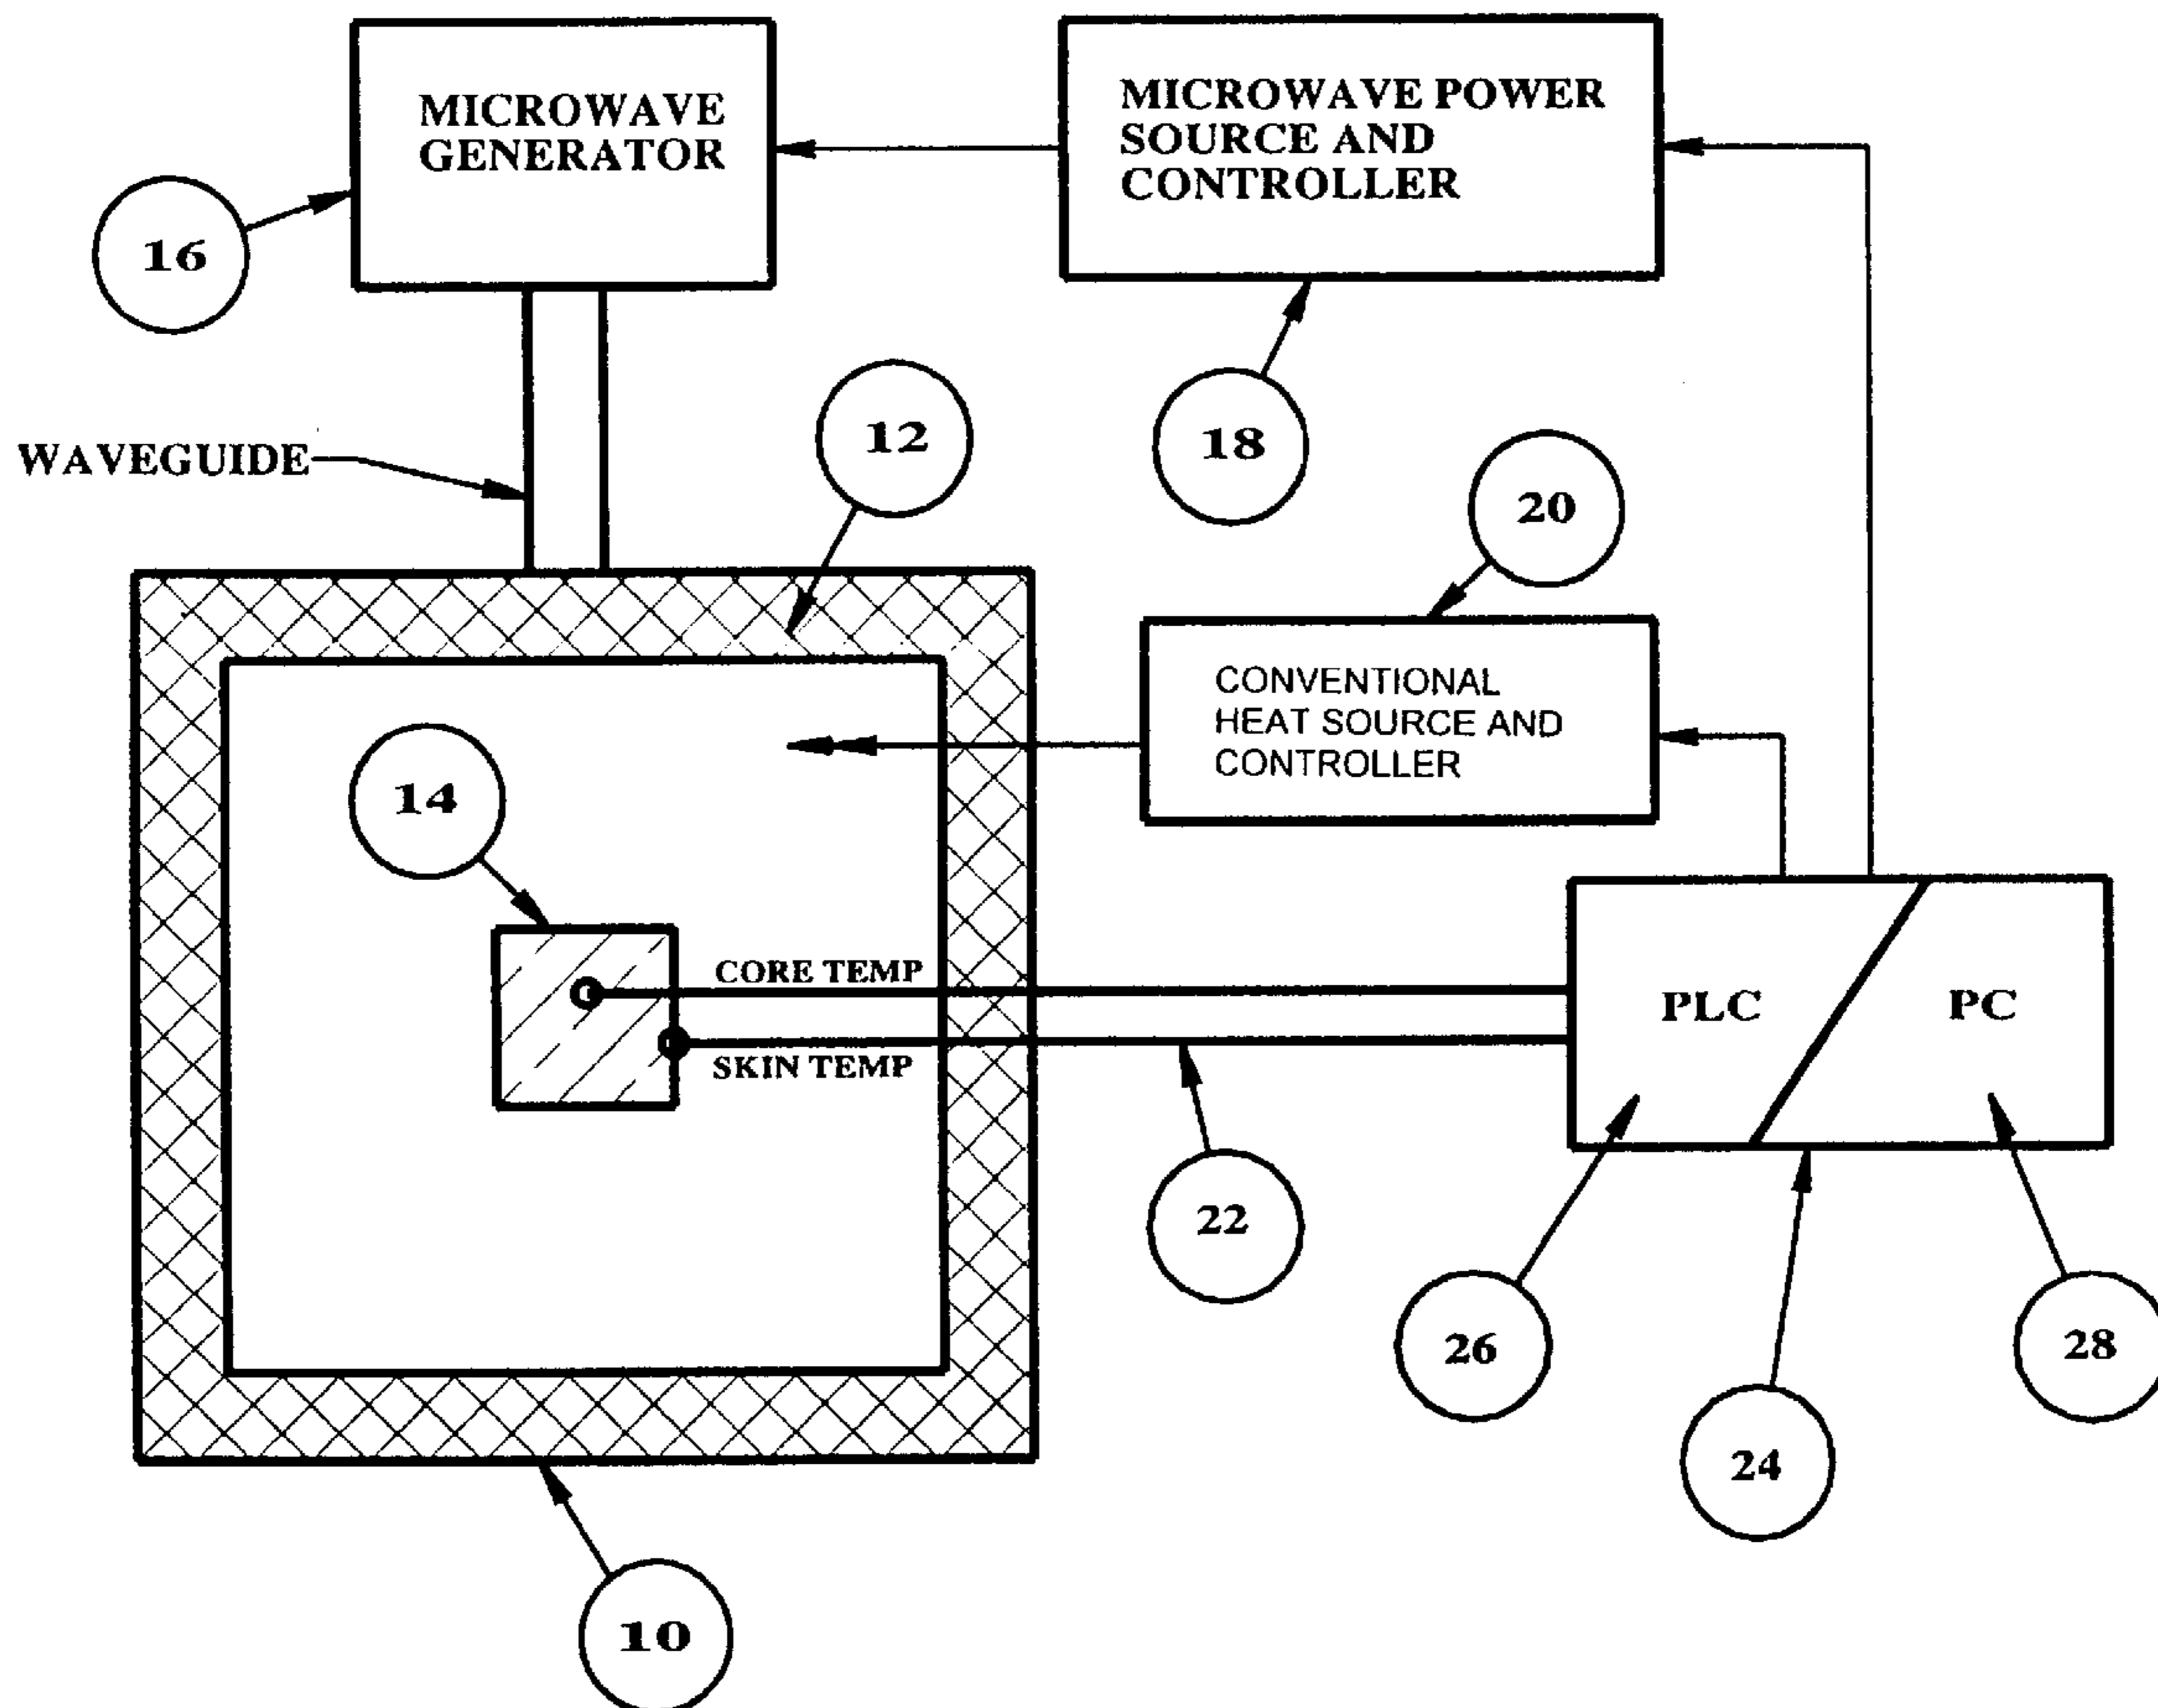 MICROWAVE
GENERATOR
MICROWAVE POWER
SOURCE AND
CONTROLLER
16
18
WAVEGUIDE
12
20
CONVENTIONAL
HEAT SOURCE AND
CONTROLLER
14
CORE TEMP
SKIN TEMP
PLC
PC
22
26
28
24
10